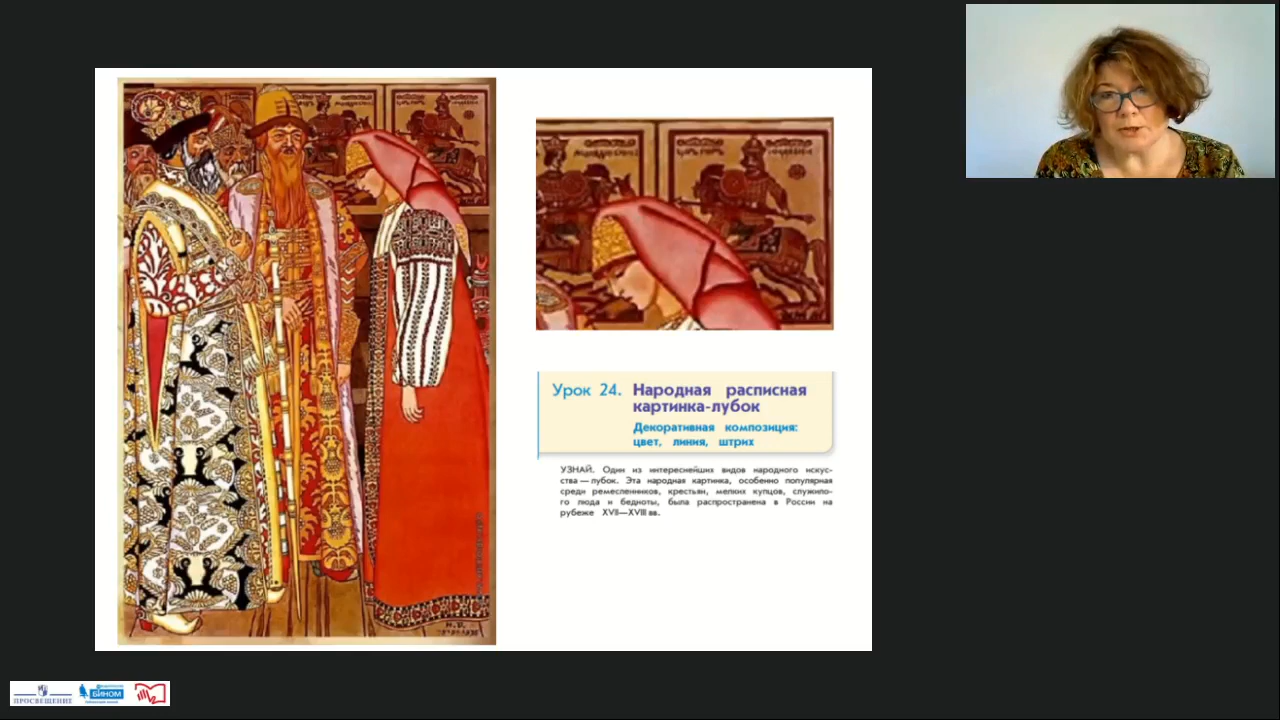 Урок 24. Народная расписная
картинка-лубок
Декоративная композиция:
цвет, линия, штрих
УЗНАЙ. Один из интереснейших видов народного искус-
ства — лубок. Эта народная картинка, особенно популярная
среди ремесленников, крестьян, мелких купцов, служило-
го люда и бедноты, была распространена в России на
рубеже XVII—XVIII вв.
ПРОСВЕЩЕНИЕ
БИНОМ